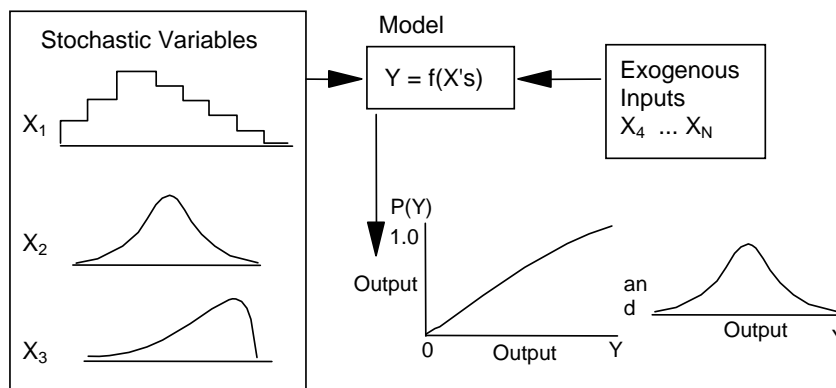 Stochastic Variables
X1
X2
X3
Model
Y = f(X's)
Exogenous
Inputs
X4 ... XN
P(Y)
1.0
Output
0
Output
Y
an
d
Output
Y